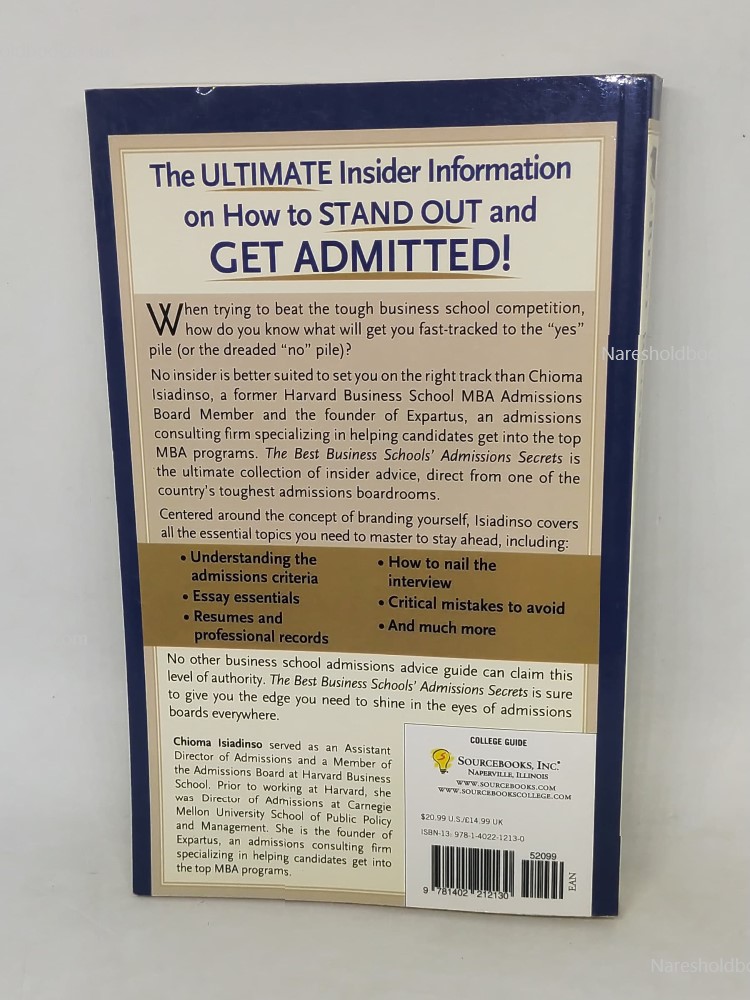 The ULTIMATE Insider Information
on How to STAND OUT and
GET ADMITTED!
When trying to beat the tough business school competition,
how do you know what will get you fast-tracked to the “yes”
pile (or the dreaded “no” pile)?
No insider is better suited to set you on the right track than Chioma
Isiadinso, a former Harvard Business School MBA Admissions
Board Member and the founder of Expartus, an admissions
consulting firm specializing in helping candidates get into the top
MBA programs. The Best Business Schools’ Admissions Secrets is
the ultimate collection of insider advice, direct from one of the
country’s toughest admissions boardrooms.
Centered around the concept of branding yourself, Isiadinso covers
all the essential topics you need to master to stay ahead, including:
• Understanding the
admissions criteria
• Essay essentials
• Resumes and
professional records
• How to nail the
interview
• Critical mistakes to avoid
• And much more
No other business school admissions advice guide can claim this
level of authority. The Best Business Schools’ Admissions Secrets is sure
to give you the edge you need to shine in the eyes of admissions
boards everywhere.
Chioma Isiadinso served as an Assistant
Director of Admissions and a Member of
the Admissions Board at Harvard Business
School. Prior to working at Harvard, she
was Director of Admissions at Carnegie
Mellon University School of Public Policy
and Management. She is the founder of
Expartus, an admissions consulting firm
specializing in helping candidates get into
the top MBA programs.
COLLEGE GUIDE
SOURCEBOOKS, INC.®
NAPERVILLE, ILLINOIS
WWW.SOURCEBOOKS.COM
WWW.SOURCEBOOKSCOLLEGE.COM
$20.99 U.S./£14.99 UK
ISBN-13: 978-1-4022-1213-0
52099
9 781402 212130
EAN
Naresholdbo
Naresholdbo